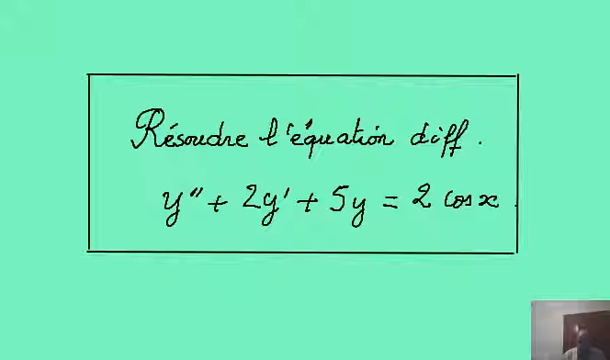 Résoudre l'équation diff.
y" + 2y' + 5y = 2 cos x.